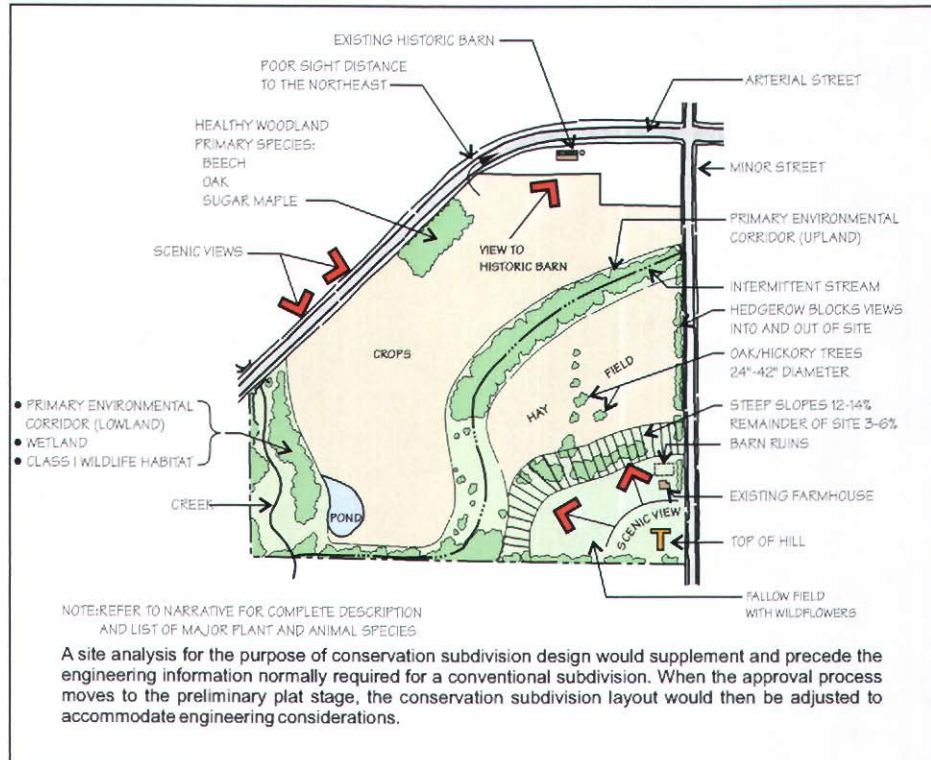 EXISTING HISTORIC BARN
POOR SIGHT DISTANCE
TO THE NORTHEAST
ARTERIAL STREET
HEALTHY WOODLAND
PRIMARY SPECIES:
BEECH
OAK
SUGAR MAPLE
MINOR STREET
SCENIC VIEWS
VIEW TO
HISTORIC BARN
PRIMARY ENVIRONMENTAL
CORRIDOR (UPLAND)
INTERMITTENT STREAM
HEDGEROW BLOCKS VIEWS
INTO AND OUT OF SITE
CROPS
HAY FIELD
OAK/HICKORY TREES
24"-42" DIAMETER
• PRIMARY ENVIRONMENTAL
CORRIDOR (LOWLAND)
• WETLAND
• CLASS I WILDLIFE HABITAT
STEEP SLOPES 12-14%
REMAINDER OF SITE 3-6%
BARN RUINS
CREEK
POND
EXISTING FARMHOUSE
SCENIC VIEW
T
TOP OF HILL
FALLOW FIELD
WITH WILDFLOWERS
NOTE: REFER TO NARRATIVE FOR COMPLETE DESCRIPTION
AND LIST OF MAJOR PLANT AND ANIMAL SPECIES
A site analysis for the purpose of conservation subdivision design would supplement and precede the
engineering information normally required for a conventional subdivision. When the approval process
moves to the preliminary plat stage, the conservation subdivision layout would then be adjusted to
accommodate engineering considerations.